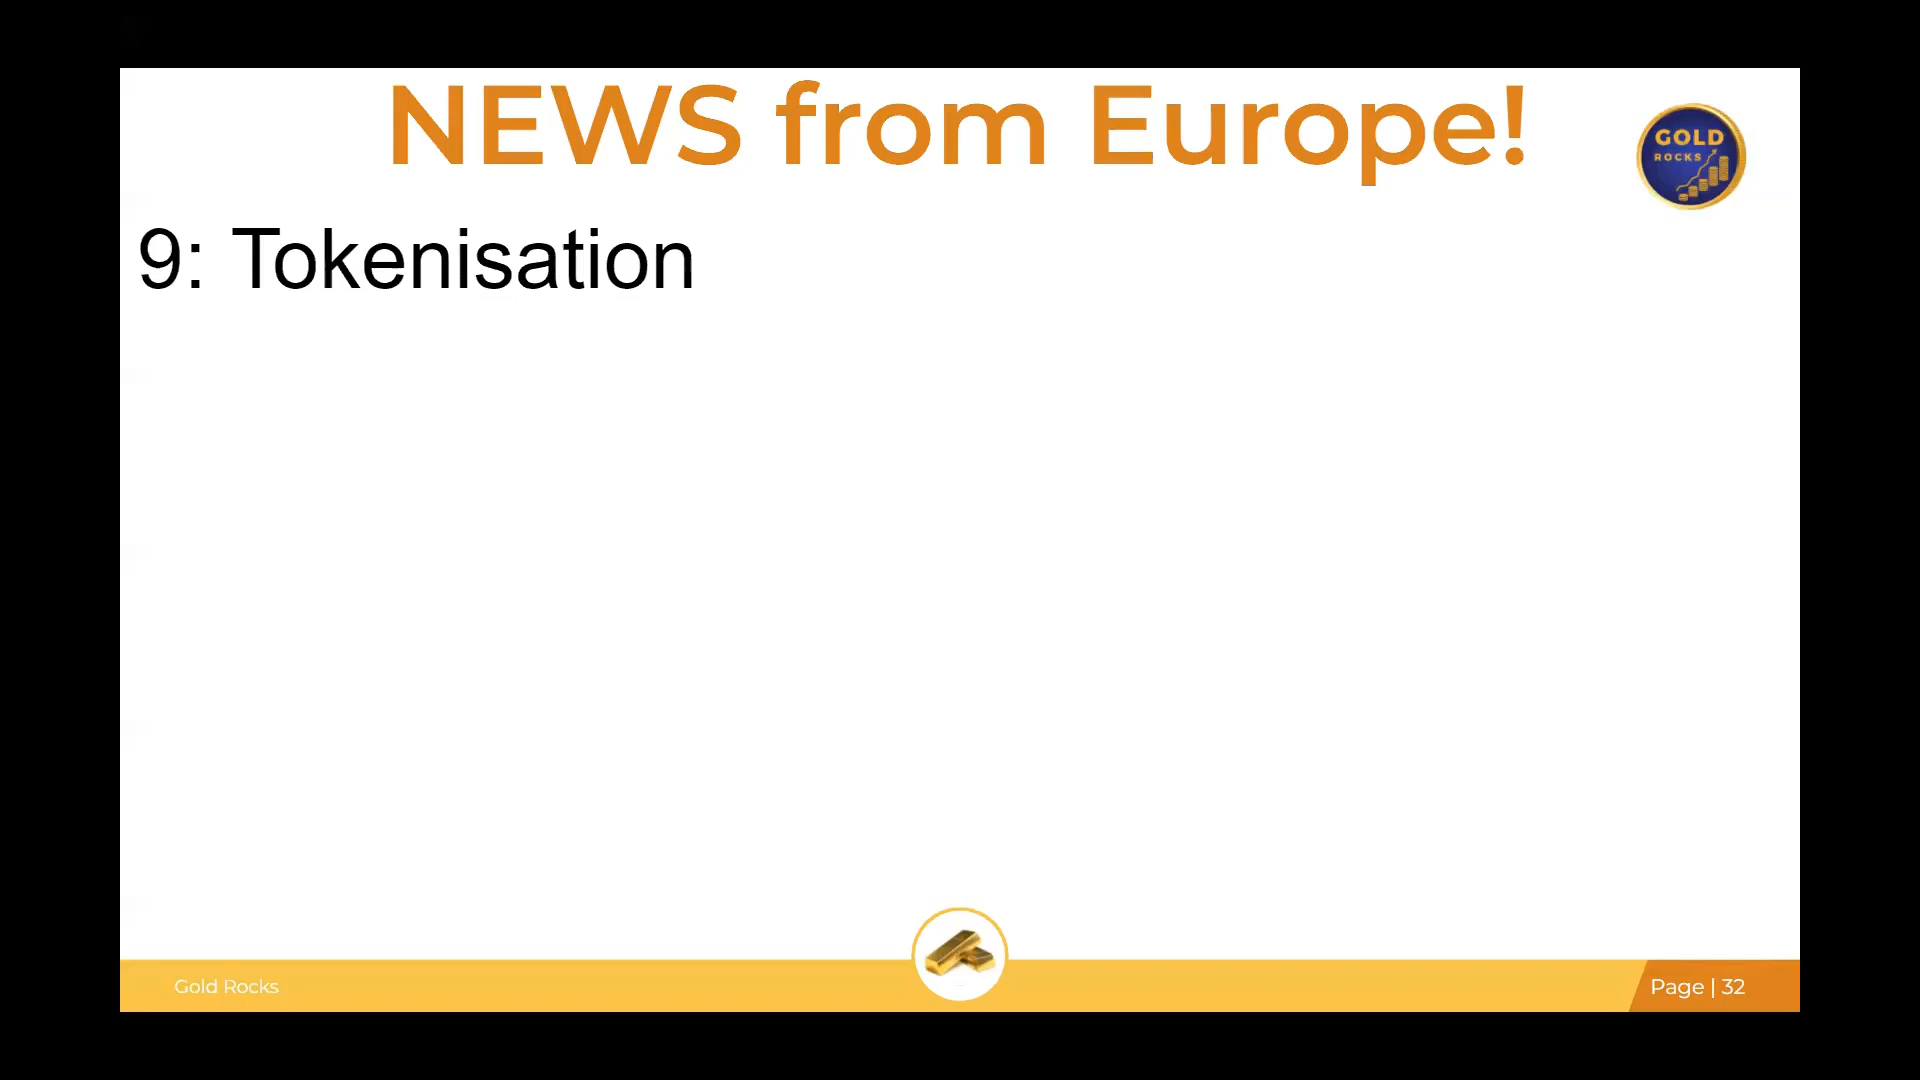 NEWS from Europe!
GOLD
ROCKS
9: Tokenisation
Gold Rocks
Page | 32